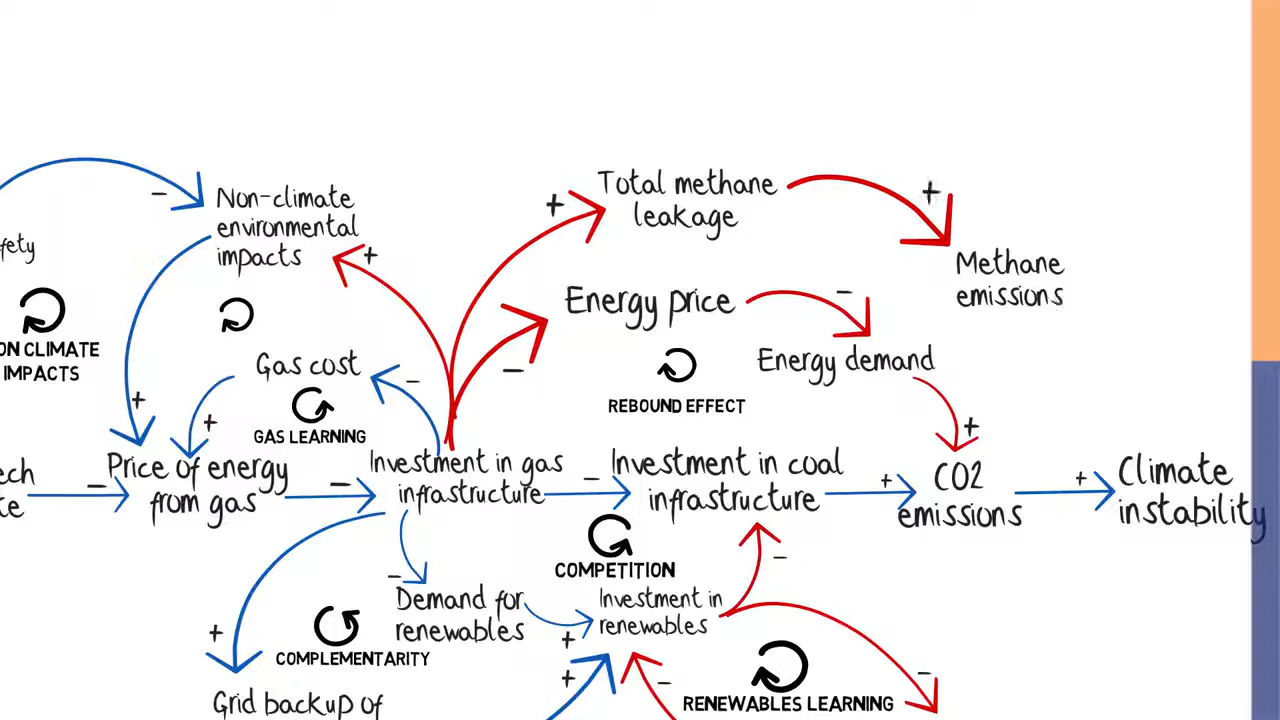 Non-climate
environmental
impacts
Total methane
leakage
Methane
emissions
Energy price
Energy demand
IMPACTS
Gas cost
REBOUND EFFECT
GAS LEARNING
Price of energy
from gas
Investment in gas
infrastructure
Investment in coal
infrastructure
CO2
emissions
Climate
instability
COMPETITION
Demand for
renewables
Investment in
renewables
COMPLEMENTARITY
Grid backup of
RENEWABLES LEARNING
CLIMATE